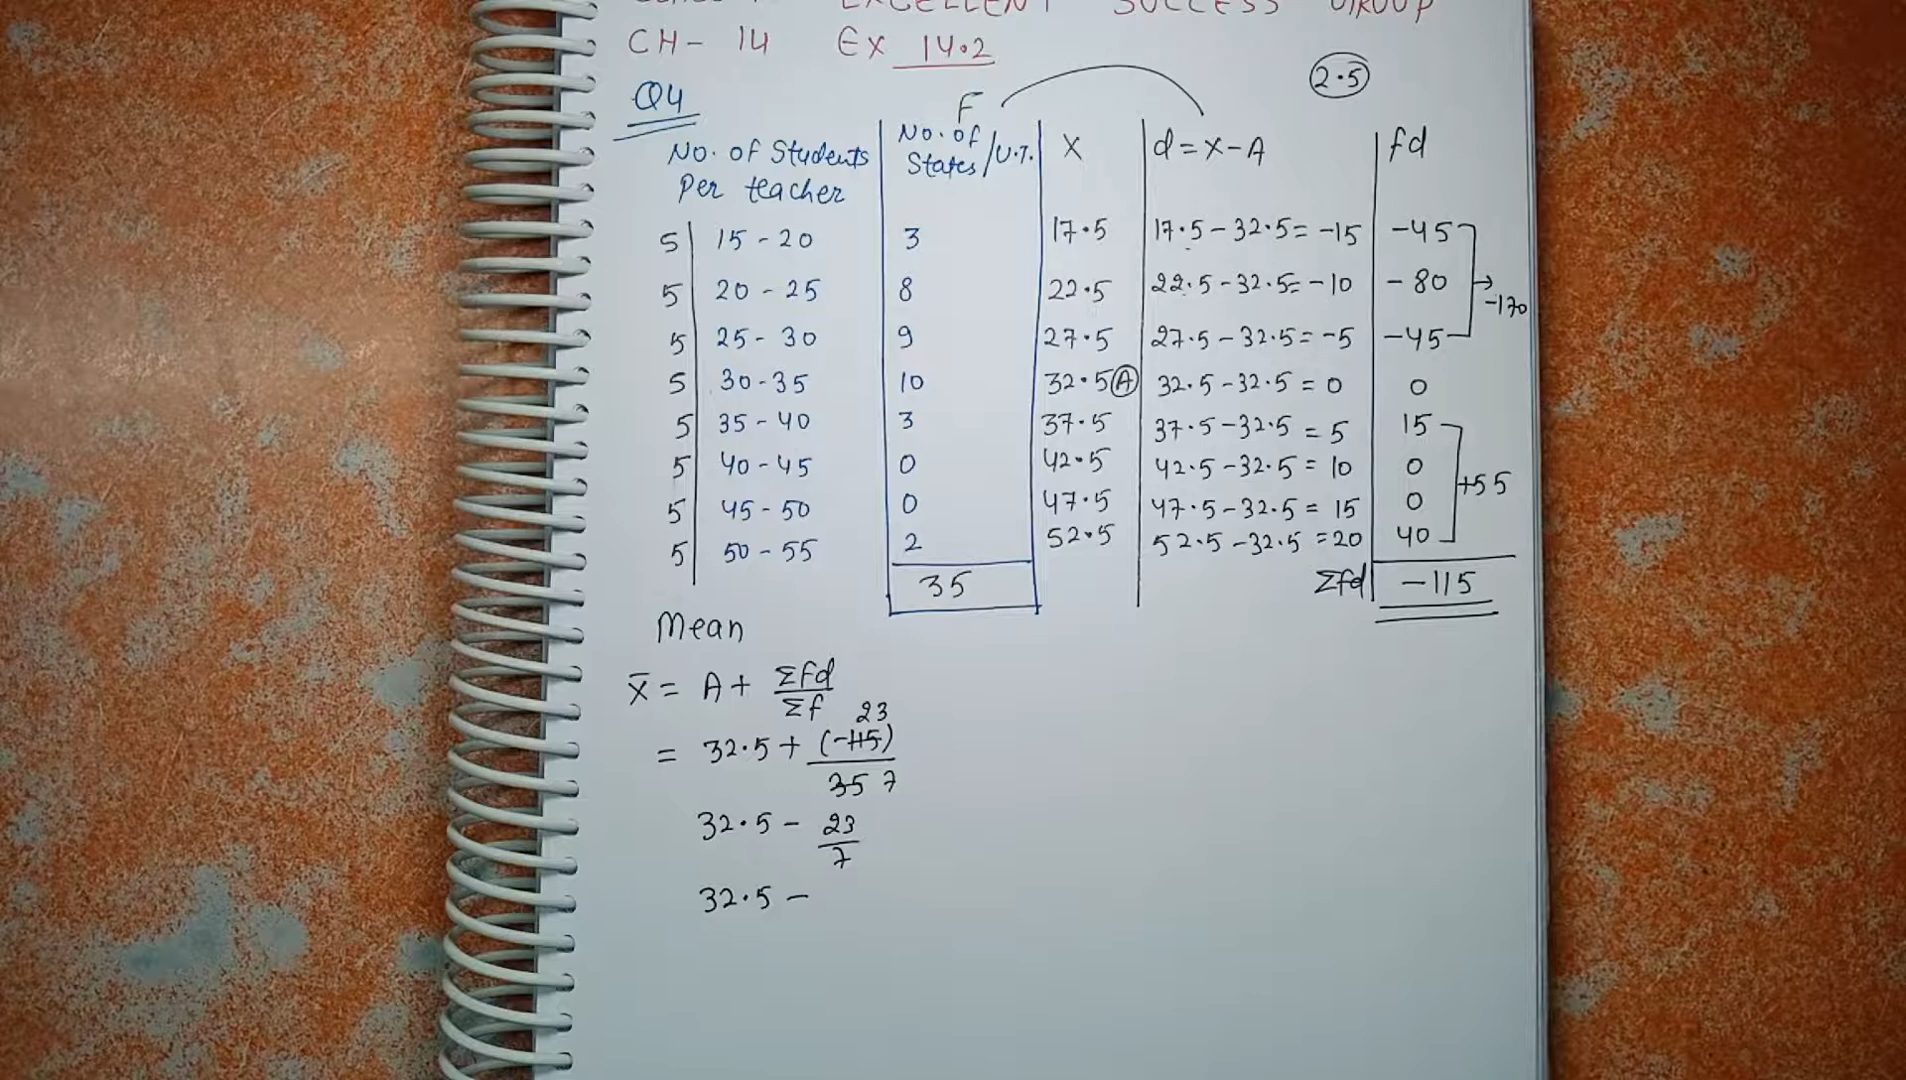 EXCELLENT SUCCESS GROUP
CH- 14 EX 14.2
2.5
Q4
F
No. of Students Per teacher | No. of States/U.T. | X | d = x - A | fd
5 | 15 - 20 | 3 | 17.5 | 17.5 - 32.5 = -15 | -45
5 | 20 - 25 | 8 | 22.5 | 22.5 - 32.5 = -10 | -80 → -170
5 | 25 - 30 | 9 | 27.5 | 27.5 - 32.5 = -5 | -45
5 | 30-35 | 10 | 32.5 A | 32.5 - 32.5 = 0 | 0
5 | 35 - 40 | 3 | 37.5 | 37.5 - 32.5 = 5 | 15
5 | 40 - 45 | 0 | 42.5 | 42.5 - 32.5 = 10 | 0 +55
5 | 45 - 50 | 0 | 47.5 | 47.5 - 32.5 = 15 | 0
5 | 50 - 55 | 2 | 52.5 | 52.5 - 32.5 = 20 | 40
35 Σfd | -115
Mean
x̄ = A + Σfd/Σf
23
= 32.5 + (-115)/35 7
32.5 - 23/7
32.5 -